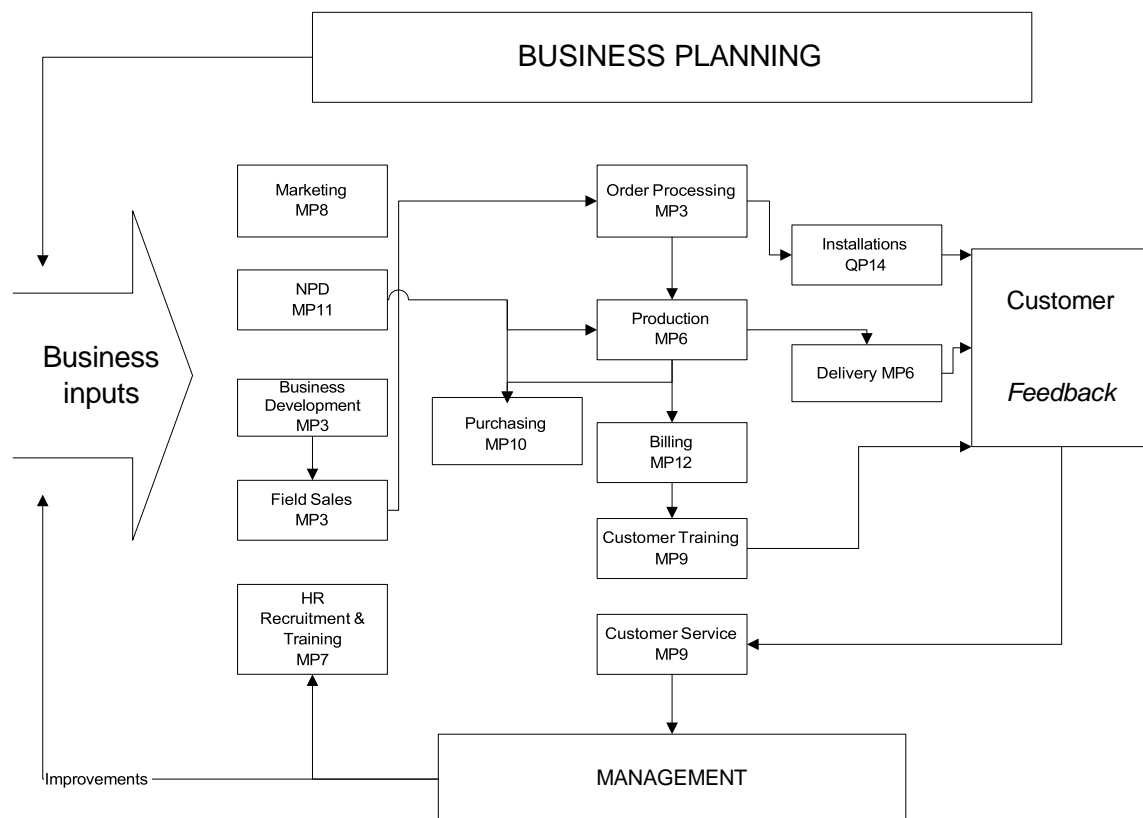 BUSINESS PLANNING
Marketing
MP8
Order Processing
MP3
Installations
QP14
NPD
MP11
Production
MP6
Customer
Feedback
Business
inputs
Delivery MP6
Business
Development
MP3
Purchasing
MP10
Billing
MP12
Field Sales
MP3
Customer Training
MP9
HR
Recruitment &
Training
MP7
Customer Service
MP9
Improvements
MANAGEMENT